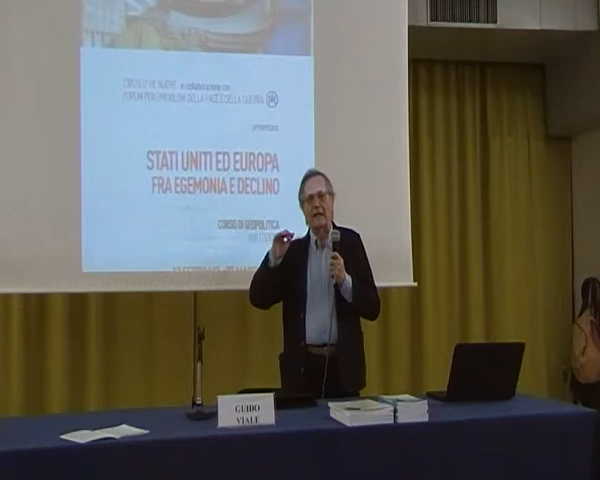 CIRCOLO VIE NUOVE in collaborazione con
FORUM PER I PROBLEMI DELLA PACE E DELLA GUERRA
presentano
STATI UNITI ED EUROPA
FRA EGEMONIA E DECLINO
CORSO DI GEOPOLITICA
GUIDO
VIALE